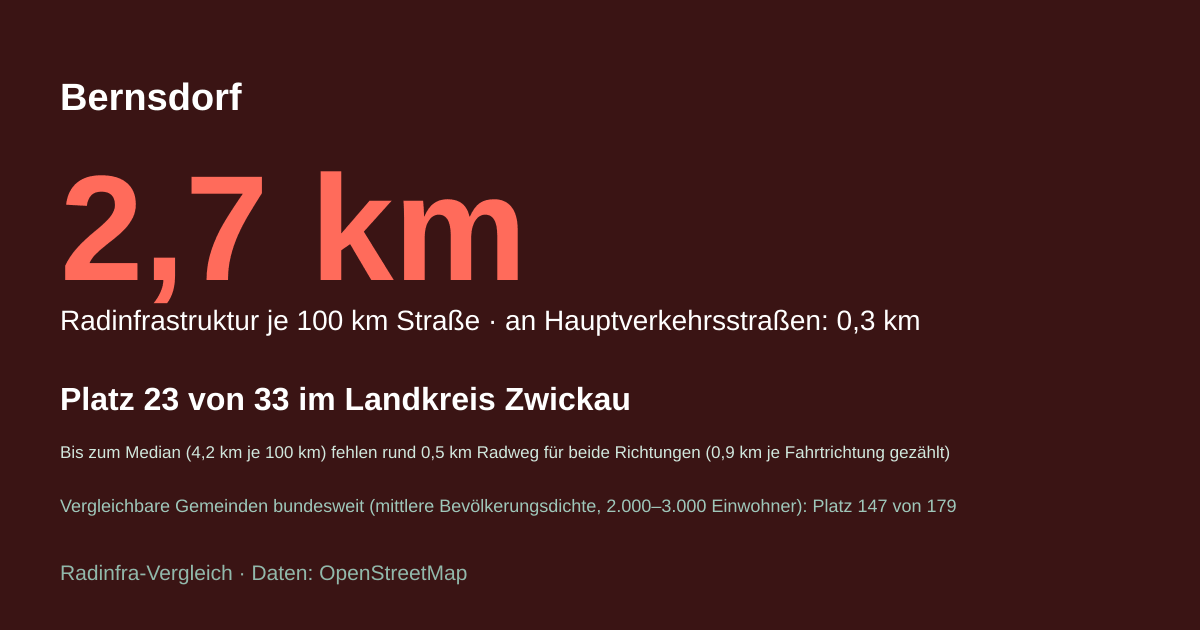 Bernsdorf
2,7 km
Radinfrastruktur je 100 km Straße · an Hauptverkehrsstraßen: 0,3 km
Platz 23 von 33 im Landkreis Zwickau
Bis zum Median (4,2 km je 100 km) fehlen rund 0,5 km Radweg für beide Richtungen (0,9 km je Fahrtrichtung gezählt)
Vergleichbare Gemeinden bundesweit (mittlere Bevölkerungsdichte, 2.000–3.000 Einwohner): Platz 147 von 179
Radinfra-Vergleich · Daten: OpenStreetMap